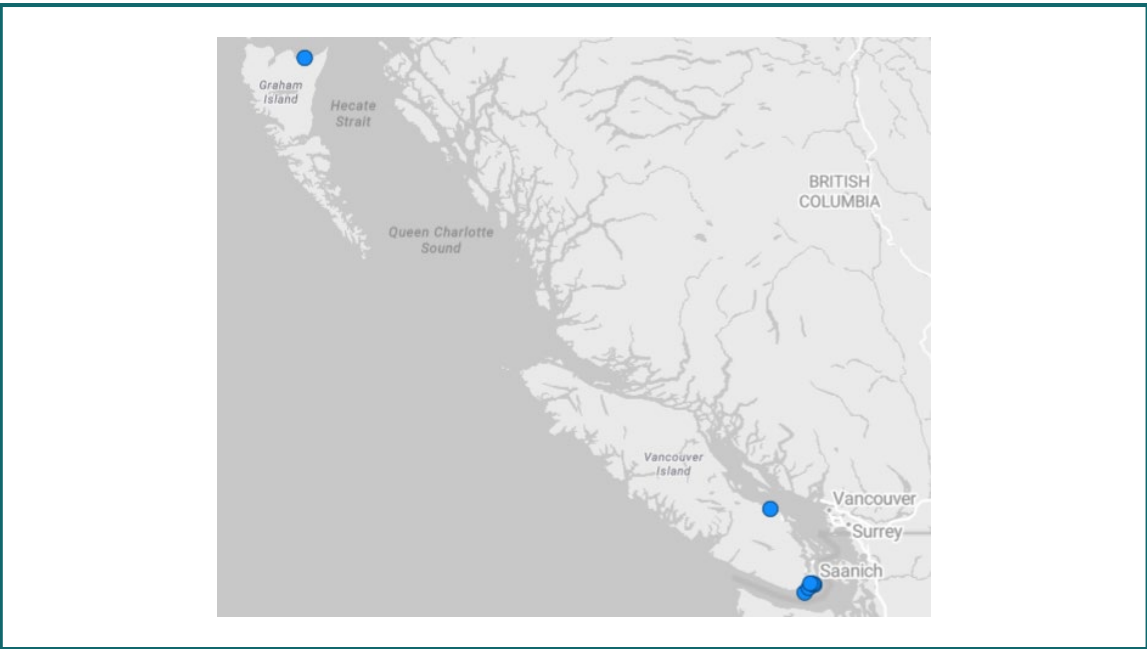 Graham
Island
Hecate
Strait
BRITISH
COLUMBIA
Queen Charlotte
Sound
Vancouver
Island
Vancouver
Surrey
Saanich